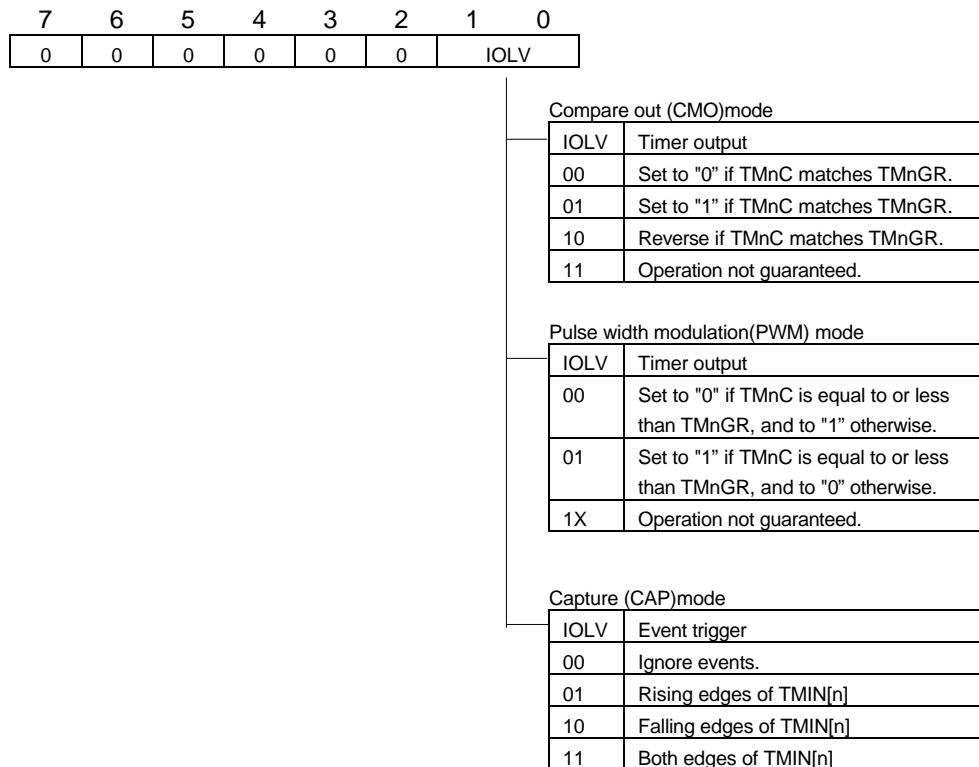 7 6 5 4 3 2 1 0
0 0 0 0 0 0 IOLV
Compare out (CMO)mode
IOLV Timer output
00 Set to "0” if TMnC matches TMnGR.
01 Set to "1” if TMnC matches TMnGR.
10 Reverse if TMnC matches TMnGR.
11 Operation not guaranteed.
Pulse width modulation(PWM) mode
IOLV Timer output
00 Set to "0" if TMnC is equal to or less
than TMnGR, and to "1” otherwise.
01 Set to "1” if TMnC is equal to or less
than TMnGR, and to "0” otherwise.
1X Operation not guaranteed.
Capture (CAP)mode
IOLV Event trigger
00 Ignore events.
01 Rising edges of TMIN[n]
10 Falling edges of TMIN[n]
11 Both edges of TMIN[n]